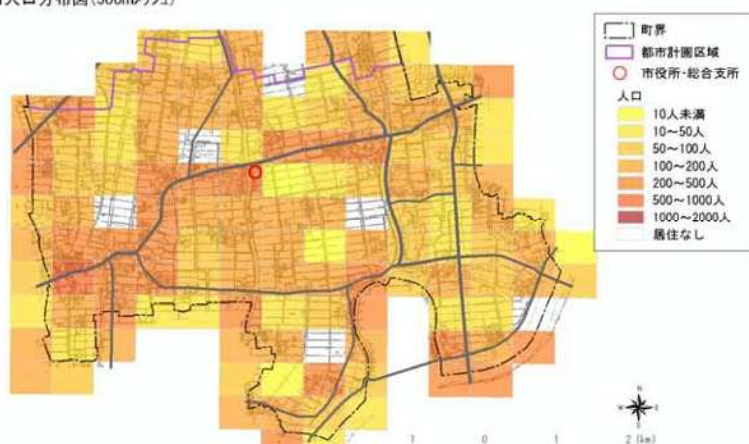 人口分布図(500mメッシュ)
町界
都市計画区域
市役所・総合支所
人口
10人未満
10～50人
50～100人
100～200人
200～500人
500～1000人
1000～2000人
居住なし
N
W
E
S
1 0 1 2 (km)